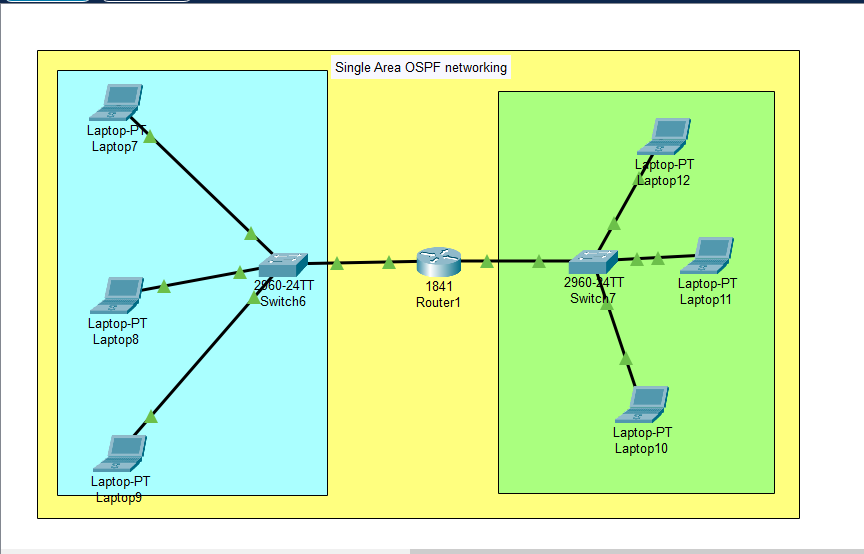 Single Area OSPF networking
Laptop-PT
Laptop7
Laptop-PT
Laptop12
2960-24TT
Switch6
1841
Router1
2960-24TT
Switch7
Laptop-PT
Laptop11
Laptop-PT
Laptop8
Laptop-PT
Laptop10
Laptop-PT
Laptop9